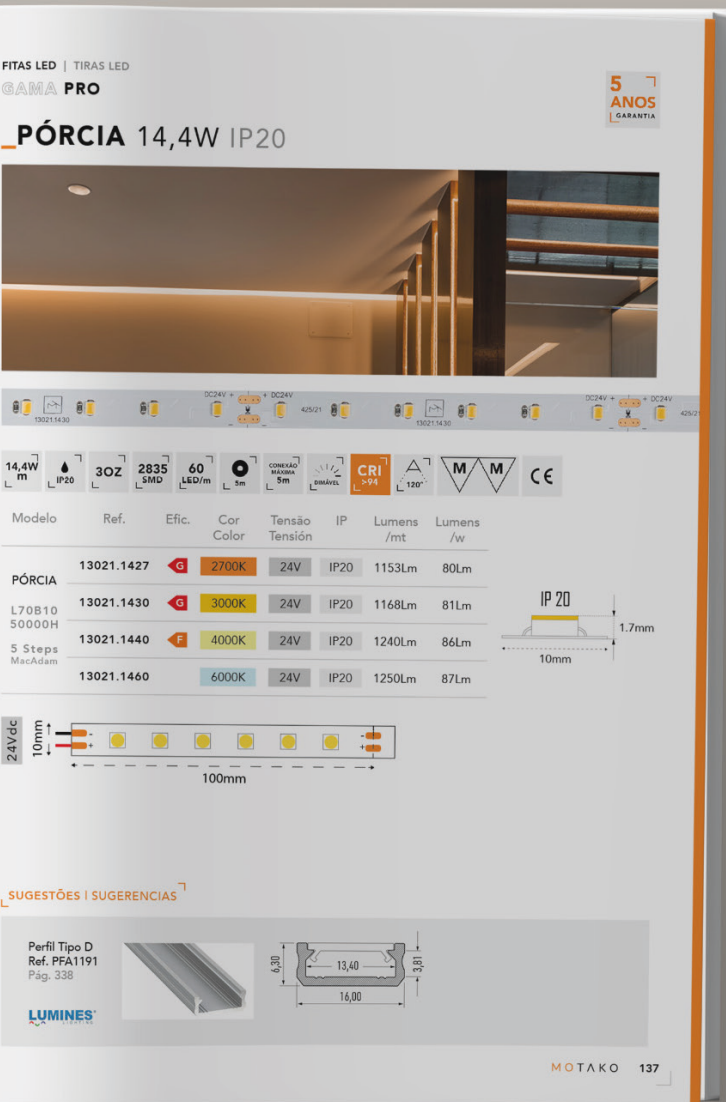 FITAS LED | TIRAS LED
GAMA PRO
5
ANOS
GARANTIA
_PÓRCIA 14,4W IP20
DC24V + + DC24V
425/21
13021.1430
13021.1430
DC24V + + DC24V
425/21
14,4W
m
IP20
3OZ
2835
SMD
60
LED/m
5m
CONEXÃO
MÁXIMA
5m
DIMÁVEL
CRI
>94
120°
M M
CE
Modelo Ref. Efic. Cor Tensão IP Lumens Lumens
Color Tensión /mt /w
13021.1427 G 2700K 24V IP20 1153Lm 80Lm
PÓRCIA
13021.1430 G 3000K 24V IP20 1168Lm 81Lm
L70B10
50000H
13021.1440 F 4000K 24V IP20 1240Lm 86Lm
5 Steps
MacAdam
13021.1460 6000K 24V IP20 1250Lm 87Lm
IP 20
1.7mm
10mm
24Vdc
10mm
- +
- +
100mm
SUGESTÕES | SUGERENCIAS
Perfil Tipo D
Ref. PFA1191
Pág. 338
LUMINES
LIGHTING
6,30
13,40
3,81
16,00
MOTAKO 137